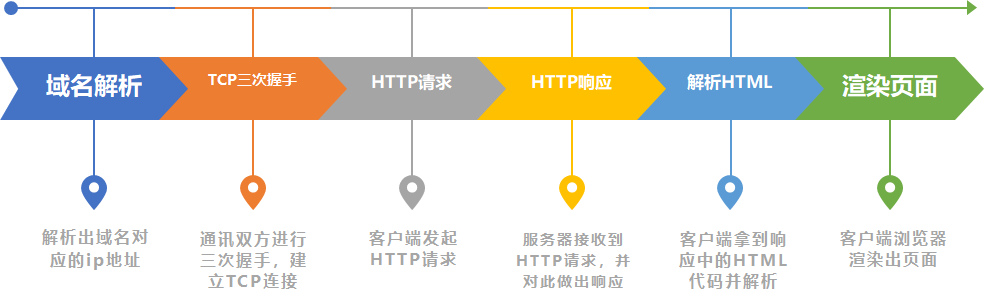 域名解析
TCP三次握手
HTTP请求
HTTP响应
解析HTML
渲染页面
解析出域名对
应的ip地址
通讯双方进行
三次握手，建
立TCP连接
客户端发起
HTTP请求
服务器接收到
HTTP请求，并
对此做出响应
客户端拿到响
应中的HTML
代码并解析
客户端浏览器
渲染出页面